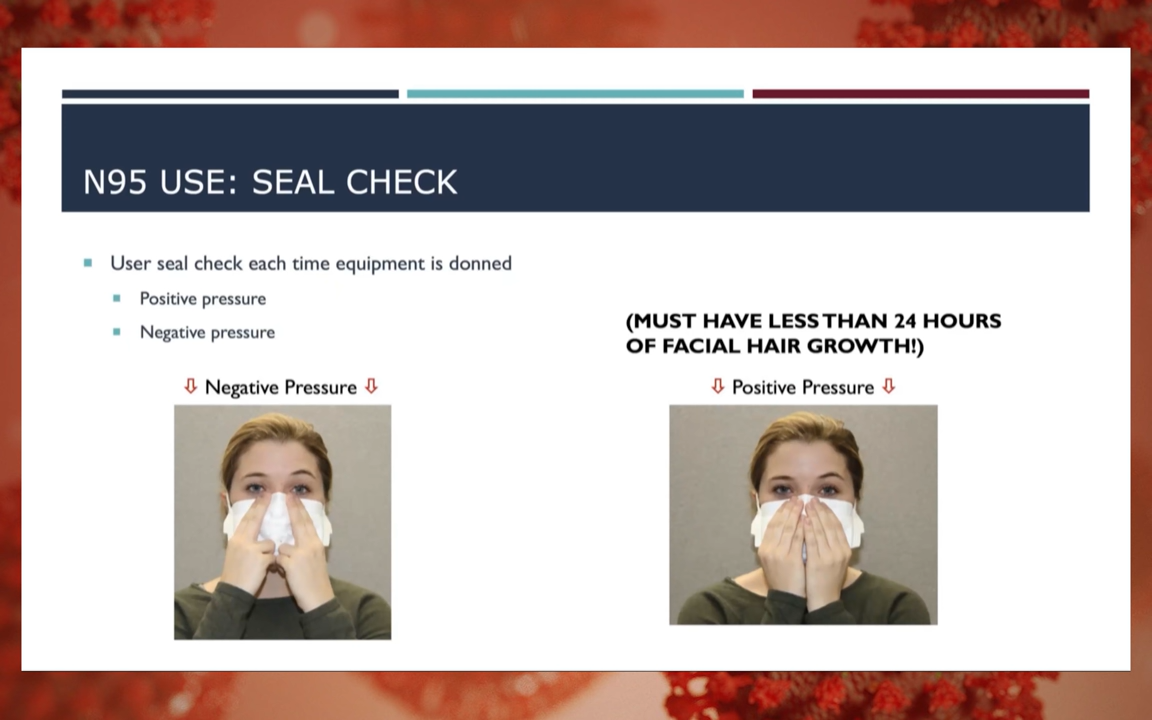 N95 USE: SEAL CHECK
User seal check each time equipment is donned
Positive pressure
Negative pressure
(MUST HAVE LESS THAN 24 HOURS
OF FACIAL HAIR GROWTH!)
⇩ Negative Pressure ⇩
⇩ Positive Pressure ⇩